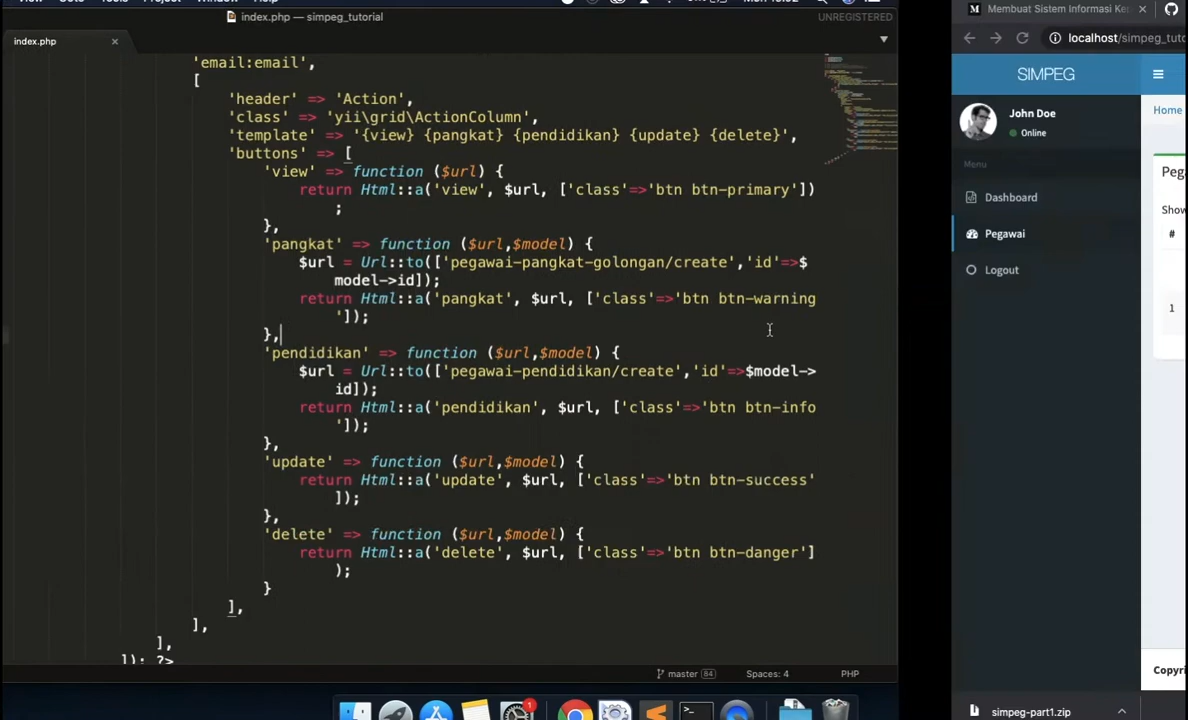 index.php — simpeg_tutorial
UNREGISTERED
index.php
'email:email',
[
'header' => 'Action',
'class' => 'yii\grid\ActionColumn',
'template' => '{view} {pangkat} {pendidikan} {update} {delete}',
'buttons' => [
'view' => function ($url) {
return Html::a('view', $url, ['class'=>'btn btn-primary'])
;
},
'pangkat' => function ($url,$model) {
$url = Url::to(['pegawai-pangkat-golongan/create','id'=>$
model->id]);
return Html::a('pangkat', $url, ['class'=>'btn btn-warning
']);
},
'pendidikan' => function ($url,$model) {
$url = Url::to(['pegawai-pendidikan/create','id'=>$model->
id]);
return Html::a('pendidikan', $url, ['class'=>'btn btn-info
']);
},
'update' => function ($url,$model) {
return Html::a('update', $url, ['class'=>'btn btn-success'
]);
},
'delete' => function ($url,$model) {
return Html::a('delete', $url, ['class'=>'btn btn-danger']
);
}
],
],
],
]); ?>
master 84
Spaces: 4
PHP
Membuat Sistem Informasi Ke
localhost/simpeg_tuto
SIMPEG
John Doe
Online
Menu
Dashboard
Pegawai
Logout
Home
Pega
Show
#
1
Copyri
simpeg-part1.zip